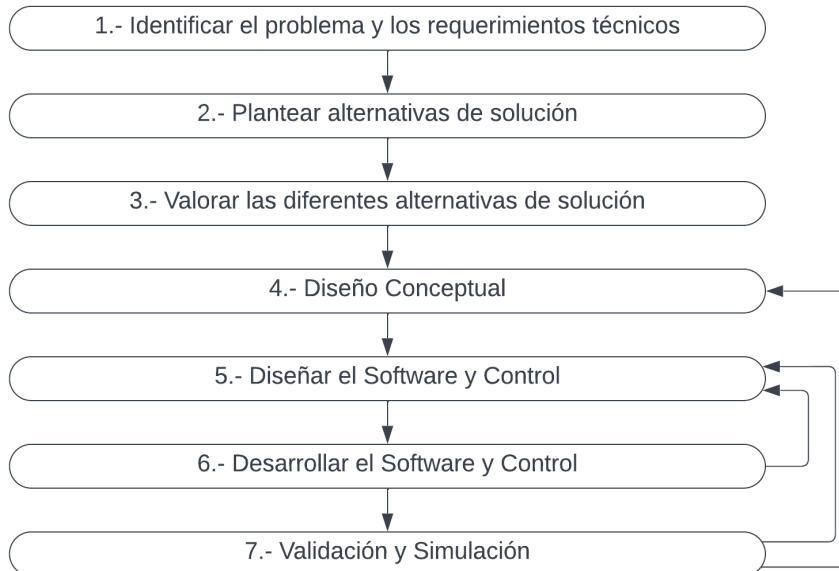 1.- Identificar el problema y los requerimientos técnicos
2.- Plantear alternativas de solución
3.- Valorar las diferentes alternativas de solución
4.- Diseño Conceptual
5.- Diseñar el Software y Control
6.- Desarrollar el Software y Control
7.- Validación y Simulación